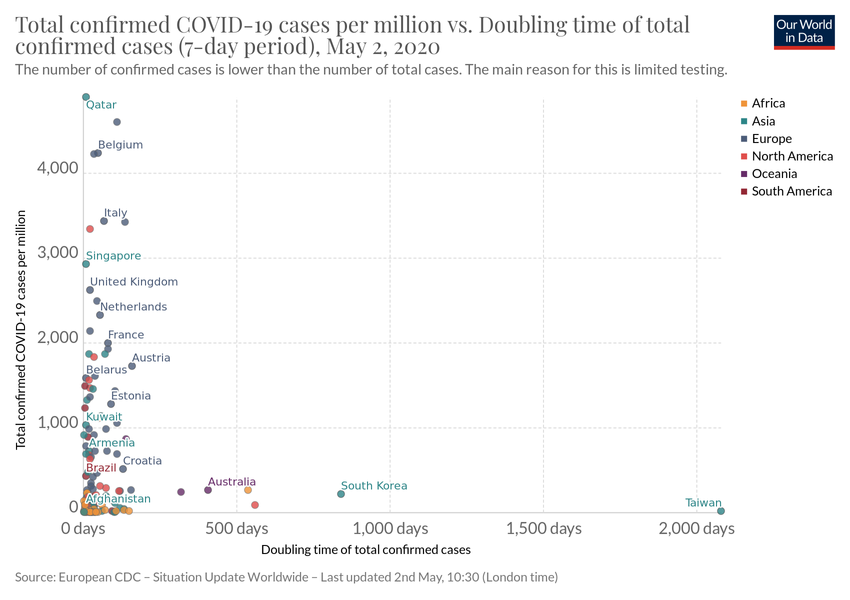 Total confirmed COVID-19 cases per million vs. Doubling time of total
confirmed cases (7-day period), May 2, 2020
Our World
in Data
The number of confirmed cases is lower than the number of total cases. The main reason for this is limited testing.
Africa
Asia
Europe
North America
Oceania
South America
Total confirmed COVID-19 cases per million
4,000
3,000
2,000
1,000
0
Qatar
Belgium
Italy
Singapore
United Kingdom
Netherlands
France
Austria
Belarus
Estonia
Kuwait
Armenia
Croatia
Brazil
Australia
South Korea
Afghanistan
Taiwan
0 days
500 days
1,000 days
1,500 days
2,000 days
Doubling time of total confirmed cases
Source: European CDC – Situation Update Worldwide – Last updated 2nd May, 10:30 (London time)